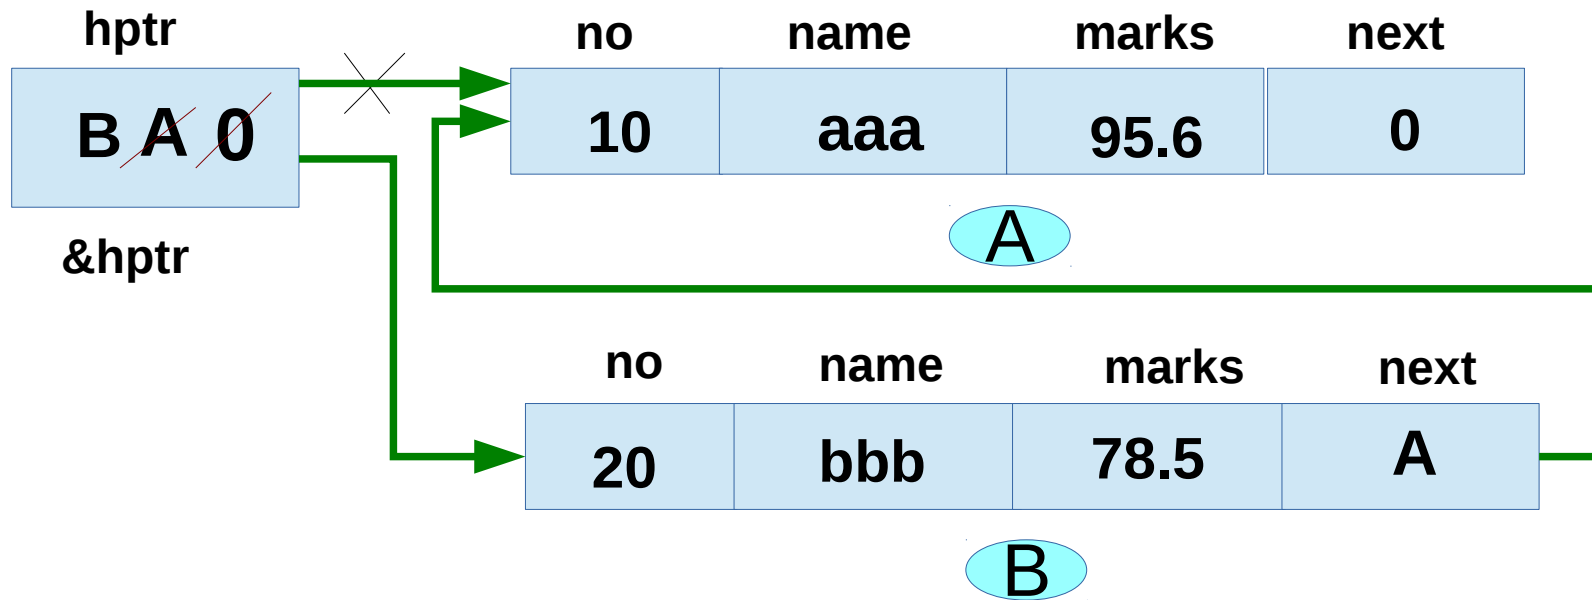 hptr no name marks next
B A 0 10 aaa 95.6 0
A
&hptr
no name marks next
20 bbb 78.5 A
B